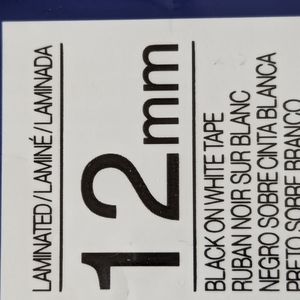 LAMINATED/LAMINÉ/LAMINADA
12mm
BLACK ON WHITE TAPE
RUBAN NOIR SUR BLANC
NEGRO SOBRE CINTA BLANCA
PRETO SOBRE BRANCO